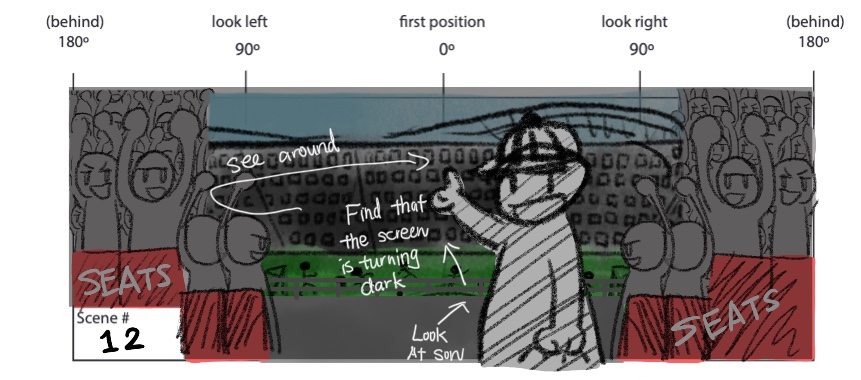 (behind)
180º
look left
90º
first position
0º
look right
90º
(behind)
180º
see around
Find that
the screen
is turning
dark
SEATS
SEATS
Scene #
12
Look
At son